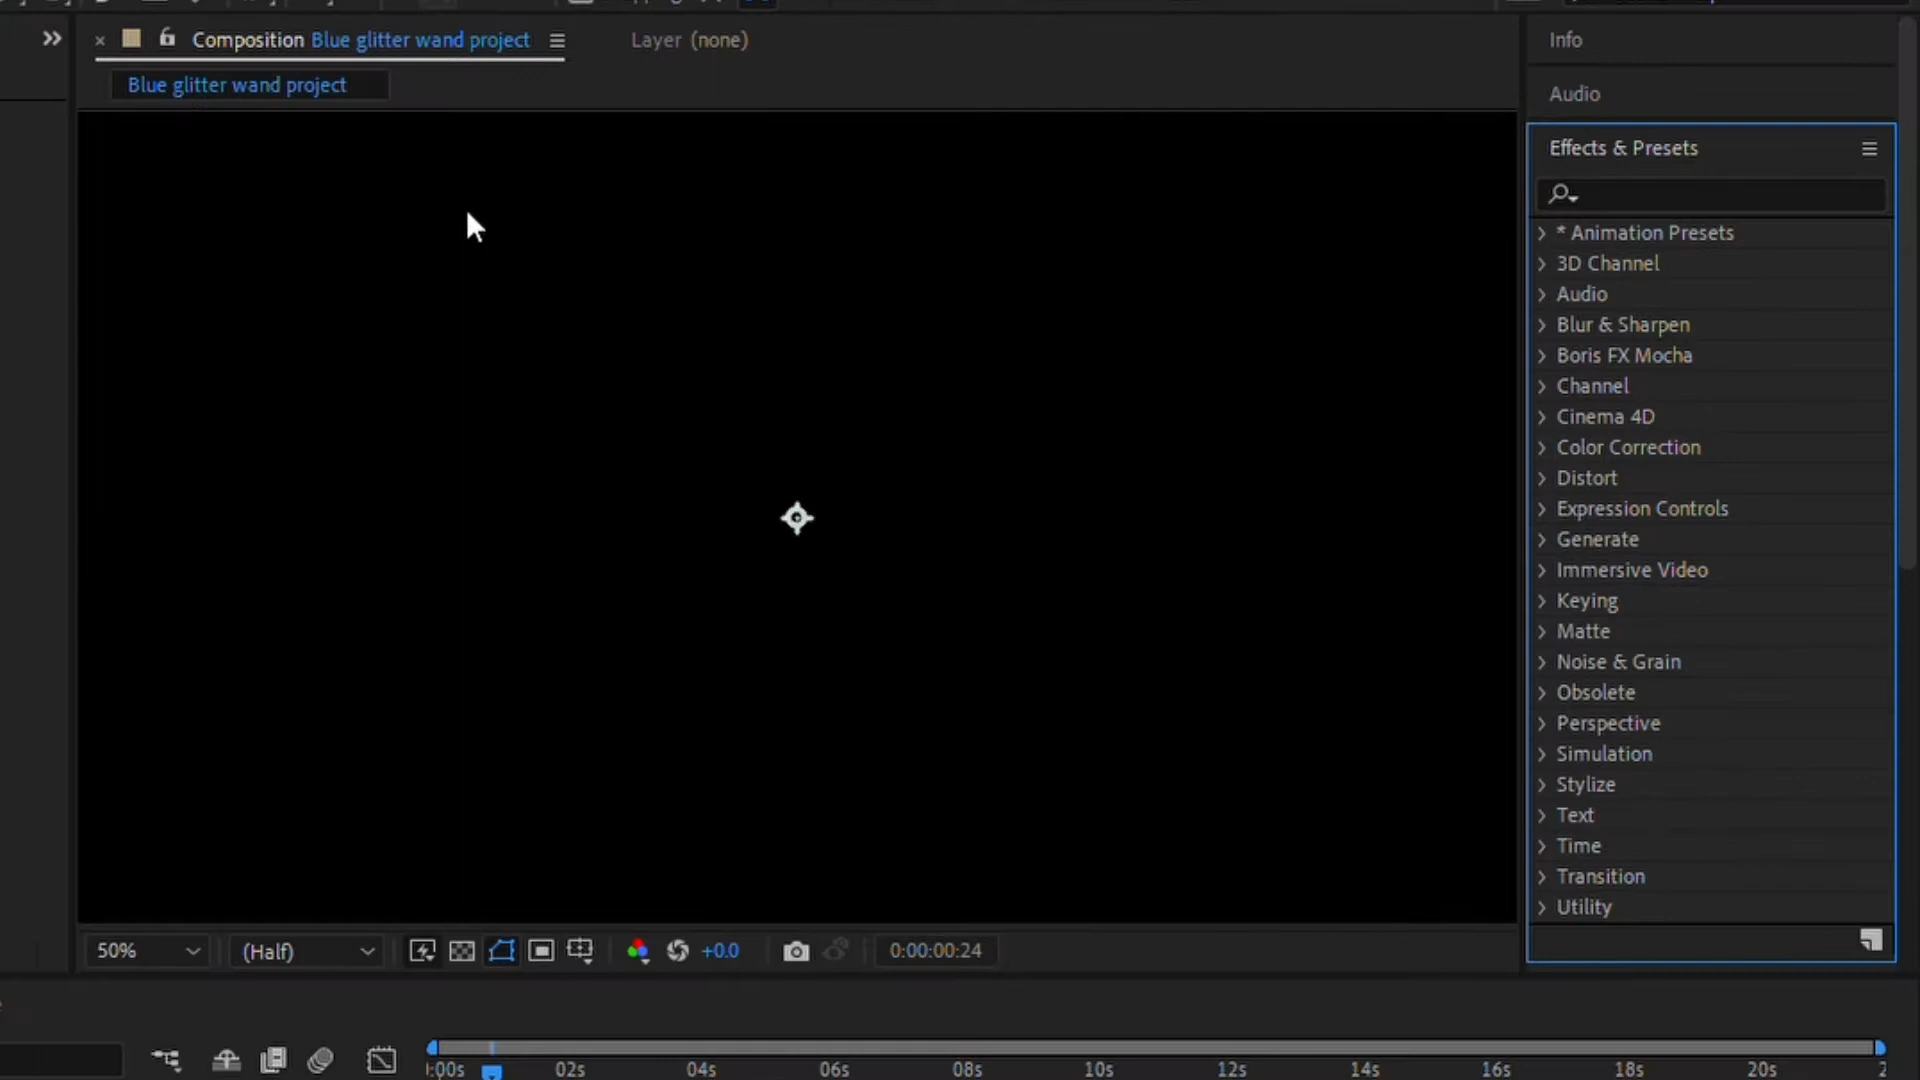 Composition Blue glitter wand project
Layer (none)
Blue glitter wand project
Info
Audio
Effects & Presets
* Animation Presets
3D Channel
Audio
Blur & Sharpen
Boris FX Mocha
Channel
Cinema 4D
Color Correction
Distort
Expression Controls
Generate
Immersive Video
Keying
Matte
Noise & Grain
Obsolete
Perspective
Simulation
Stylize
Text
Time
Transition
Utility
50%
(Half)
+0.0
0:00:00:24
:00s
02s
04s
06s
08s
10s
12s
14s
16s
18s
20s
2